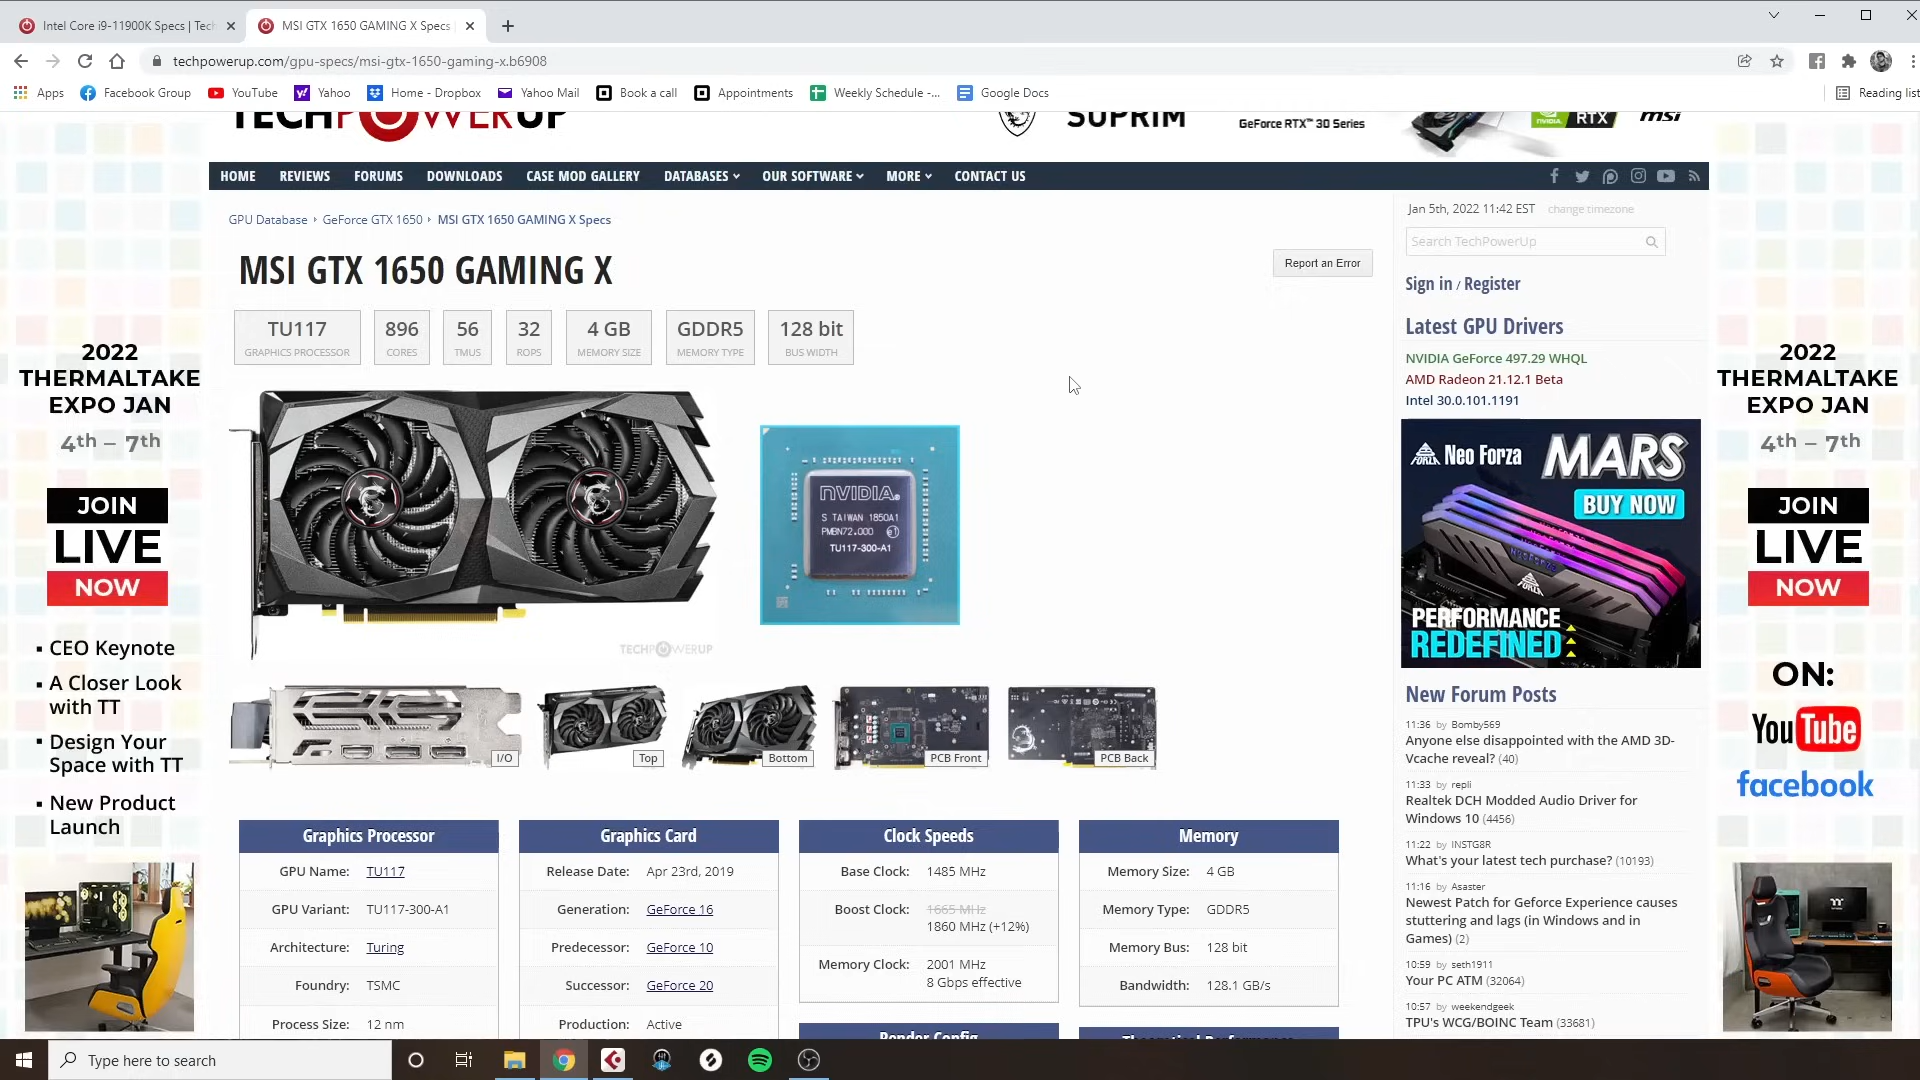 Intel Core i9-11900K Specs | Tech
MSI GTX 1650 GAMING X Specs
techpowerup.com/gpu-specs/msi-gtx-1650-gaming-x.b6908
Apps
Facebook Group
YouTube
Yahoo
Home - Dropbox
Yahoo Mail
Book a call
Appointments
Weekly Schedule -...
Google Docs
Reading list
TECHPOWERUP
SUPRIM
GeForce RTX™ 30 Series
NVIDIA
RTX
msi
HOME
REVIEWS
FORUMS
DOWNLOADS
CASE MOD GALLERY
DATABASES
OUR SOFTWARE
MORE
CONTACT US
GPU Database
GeForce GTX 1650
MSI GTX 1650 GAMING X Specs
Jan 5th, 2022 11:42 EST
change timezone
Search TechPowerUp
MSI GTX 1650 GAMING X
Report an Error
Sign in / Register
TU117
GRAPHICS PROCESSOR
896
CORES
56
TMUS
32
ROPS
4 GB
MEMORY SIZE
GDDR5
MEMORY TYPE
128 bit
BUS WIDTH
Latest GPU Drivers
NVIDIA GeForce 497.29 WHQL
AMD Radeon 21.12.1 Beta
Intel 30.0.101.1191
2022
THERMALTAKE
EXPO JAN
4th – 7th
JOIN
LIVE
NOW
▪ CEO Keynote
▪ A Closer Look
with TT
▪ Design Your
Space with TT
▪ New Product
Launch
NVIDIA
S TAIWAN 1850A1
PMBN72.000
TU117-300-A1
TECHPOWERUP
I/O
Top
Bottom
PCB Front
PCB Back
Neo Forza
MARS
BUY NOW
PERFORMANCE
REDEFINED
2022
THERMALTAKE
EXPO JAN
4th – 7th
JOIN
LIVE
NOW
ON:
YouTube
facebook
New Forum Posts
11:36 by Bomby569
Anyone else disappointed with the AMD 3D-
Vcache reveal? (40)
11:33 by repli
Realtek DCH Modded Audio Driver for
Windows 10 (4456)
11:22 by INSTG8R
What's your latest tech purchase? (10193)
11:16 by Asaster
Newest Patch for Geforce Experience causes
stuttering and lags (in Windows and in
Games) (2)
10:59 by seth1911
Your PC ATM (32064)
10:57 by weekendgeek
TPU's WCG/BOINC Team (33681)
Graphics Processor
GPU Name: TU117
GPU Variant: TU117-300-A1
Architecture: Turing
Foundry: TSMC
Process Size: 12 nm
Graphics Card
Release Date: Apr 23rd, 2019
Generation: GeForce 16
Predecessor: GeForce 10
Successor: GeForce 20
Production: Active
Clock Speeds
Base Clock: 1485 MHz
Boost Clock: 1665 MHz
1860 MHz (+12%)
Memory Clock: 2001 MHz
8 Gbps effective
Render Config
Memory
Memory Size: 4 GB
Memory Type: GDDR5
Memory Bus: 128 bit
Bandwidth: 128.1 GB/s
Theoretical Performance
Type here to search